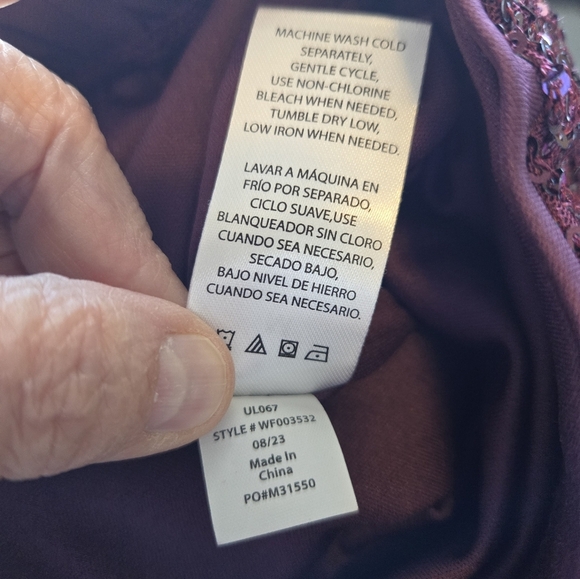 MACHINE WASH COLD
SEPARATELY,
GENTLE CYCLE,
USE NON-CHLORINE
BLEACH WHEN NEEDED,
TUMBLE DRY LOW,
LOW IRON WHEN NEEDED.
LAVAR A MÁQUINA EN
FRÍO POR SEPARADO,
CICLO SUAVE,USE
BLANQUEADOR SIN CLORO
CUANDO SEA NECESARIO,
SECADO BAJO,
BAJO NIVEL DE HIERRO
CUANDO SEA NECESARIO.
UL067
STYLE # WF003532
08/23
Made In
China
PO#M31550